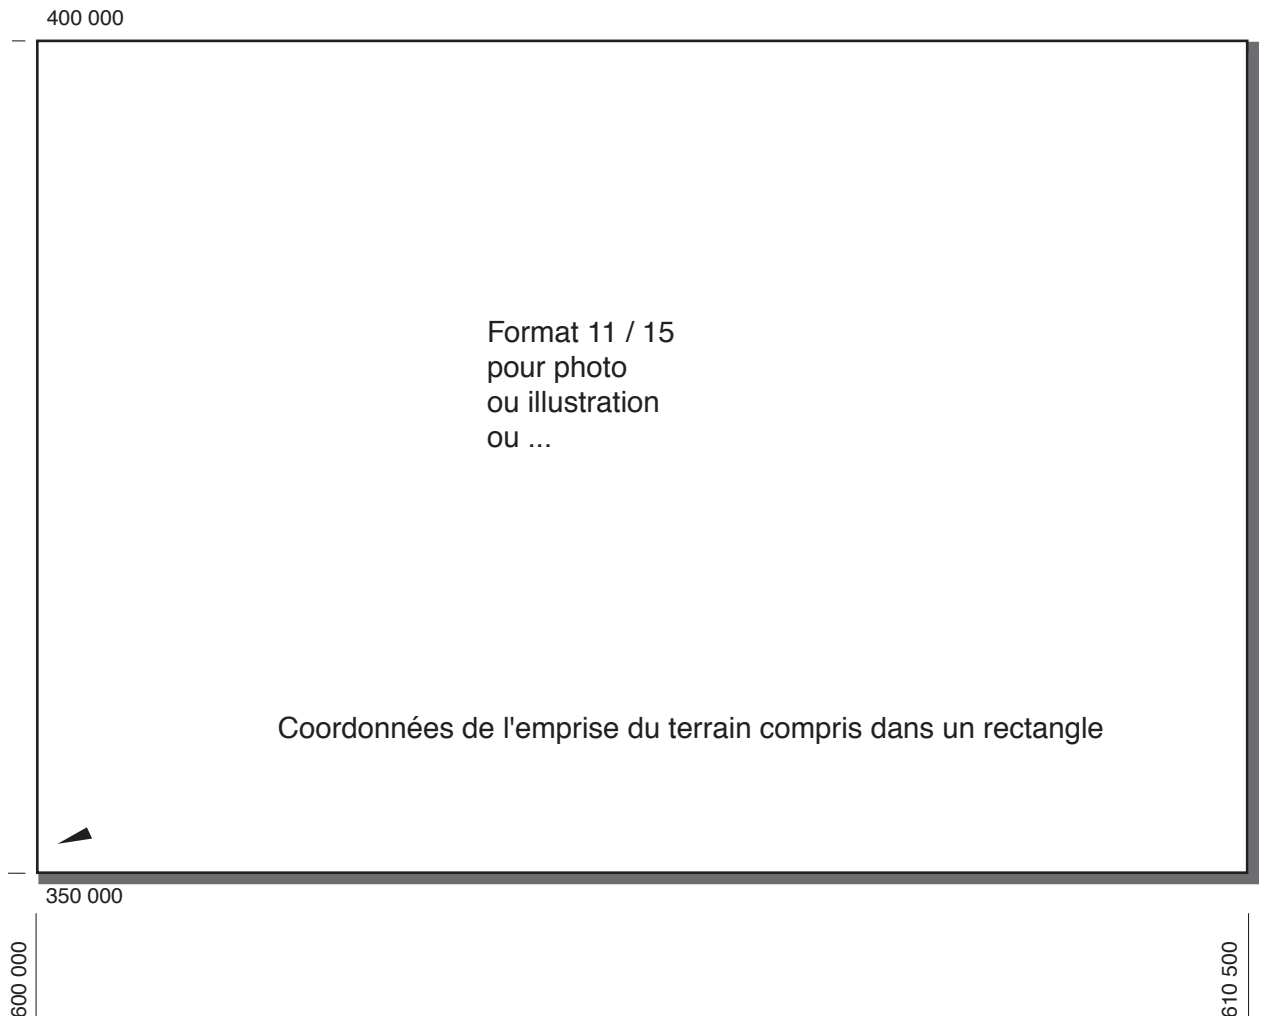 400 000
Format 11 / 15
pour photo
ou illustration
ou ...
Coordonnées de l'emprise du terrain compris dans un rectangle
350 000
600 000
610 500